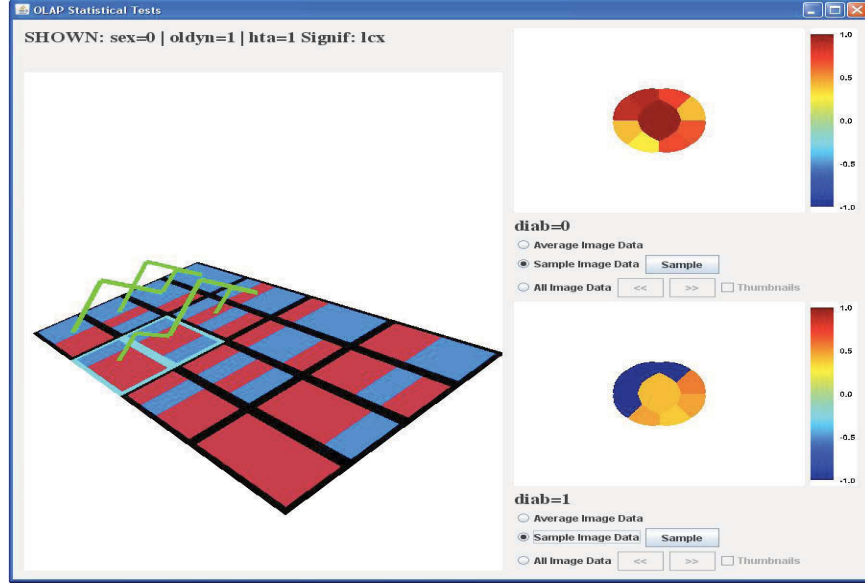 OLAP Statistical Tests
SHOWN: sex=0 | oldyn=1 | hta=1 Signif: lcx
1.0
0.5
0.0
-0.5
-1.0
diab=0
Average Image Data
Sample Image Data Sample
All Image Data << >> Thumbnails
1.0
0.5
0.0
-0.5
-1.0
diab=1
Average Image Data
Sample Image Data Sample
All Image Data << >> Thumbnails